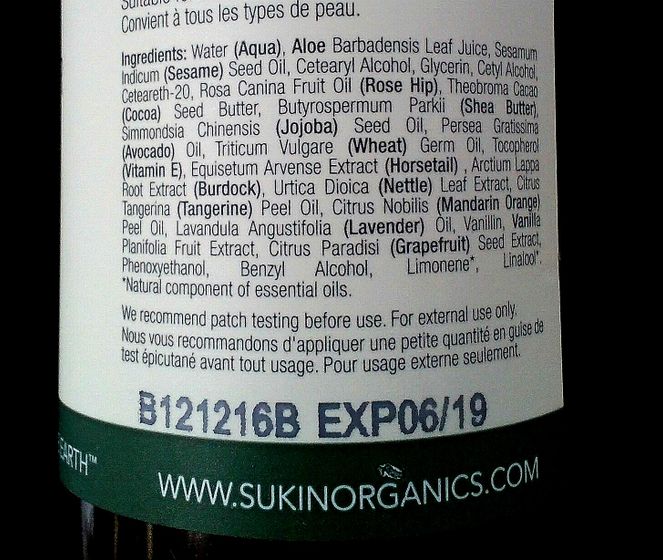 Convient à tous les types de peau.
Ingredients: Water (Aqua), Aloe Barbadensis Leaf Juice, Sesamum
Indicum (Sesame) Seed Oil, Cetearyl Alcohol, Glycerin, Cetyl Alcohol,
Ceteareth-20, Rosa Canina Fruit Oil (Rose Hip), Theobroma Cacao
(Cocoa) Seed Butter, Butyrospermum Parkii (Shea Butter),
Simmondsia Chinensis (Jojoba) Seed Oil, Persea Gratissima
(Avocado) Oil, Triticum Vulgare (Wheat) Germ Oil, Tocopherol
(Vitamin E), Equisetum Arvense Extract (Horsetail) , Arctium Lappa
Root Extract (Burdock), Urtica Dioica (Nettle) Leaf Extract, Citrus
Tangerina (Tangerine) Peel Oil, Citrus Nobilis (Mandarin Orange)
Peel Oil, Lavandula Angustifolia (Lavender) Oil, Vanillin, Vanilla
Planifolia Fruit Extract, Citrus Paradisi (Grapefruit) Seed Extract,
Phenoxyethanol, Benzyl Alcohol, Limonene*, Linalool*.
*Natural component of essential oils.
We recommend patch testing before use. For external use only.
Nous vous recommandons d'appliquer une petite quantité en guise de
test épicutané avant tout usage. Pour usage externe seulement.
B121216B EXP06/19
EARTH™
WWW.SUKINORGANICS.COM